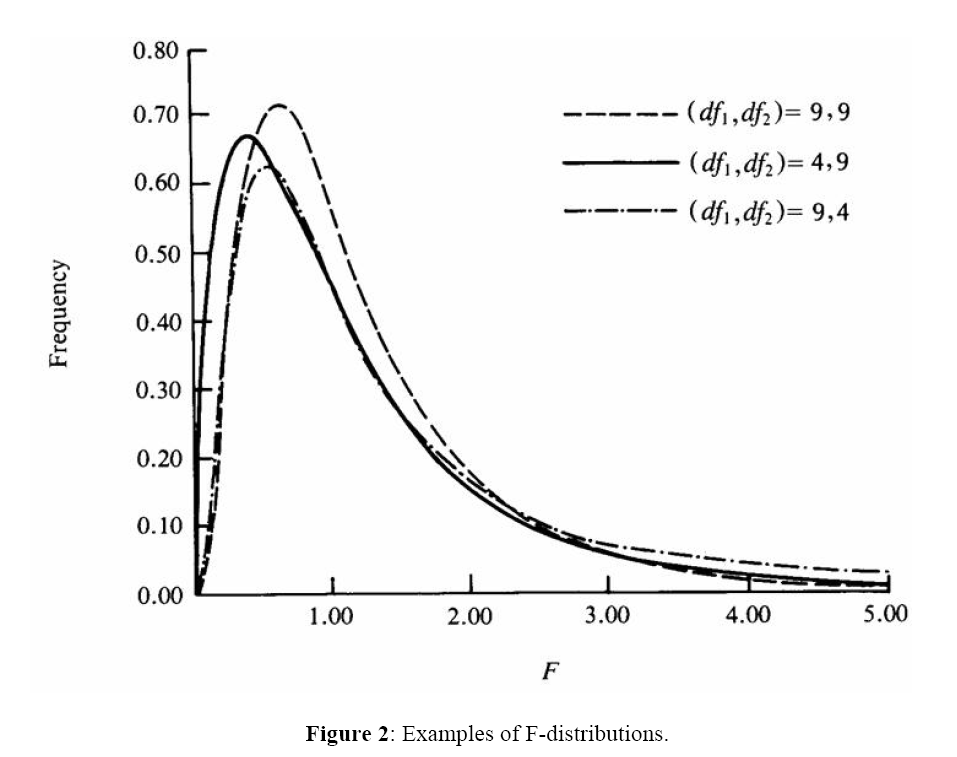 0.80
0.70
0.60
0.50
0.40
0.30
0.20
0.10
0.00
Frequency
(df₁,df₂)= 9,9
(df₁,df₂)= 4,9
(df₁,df₂)= 9,4
1.00 2.00 3.00 4.00 5.00
F
Figure 2: Examples of F-distributions.